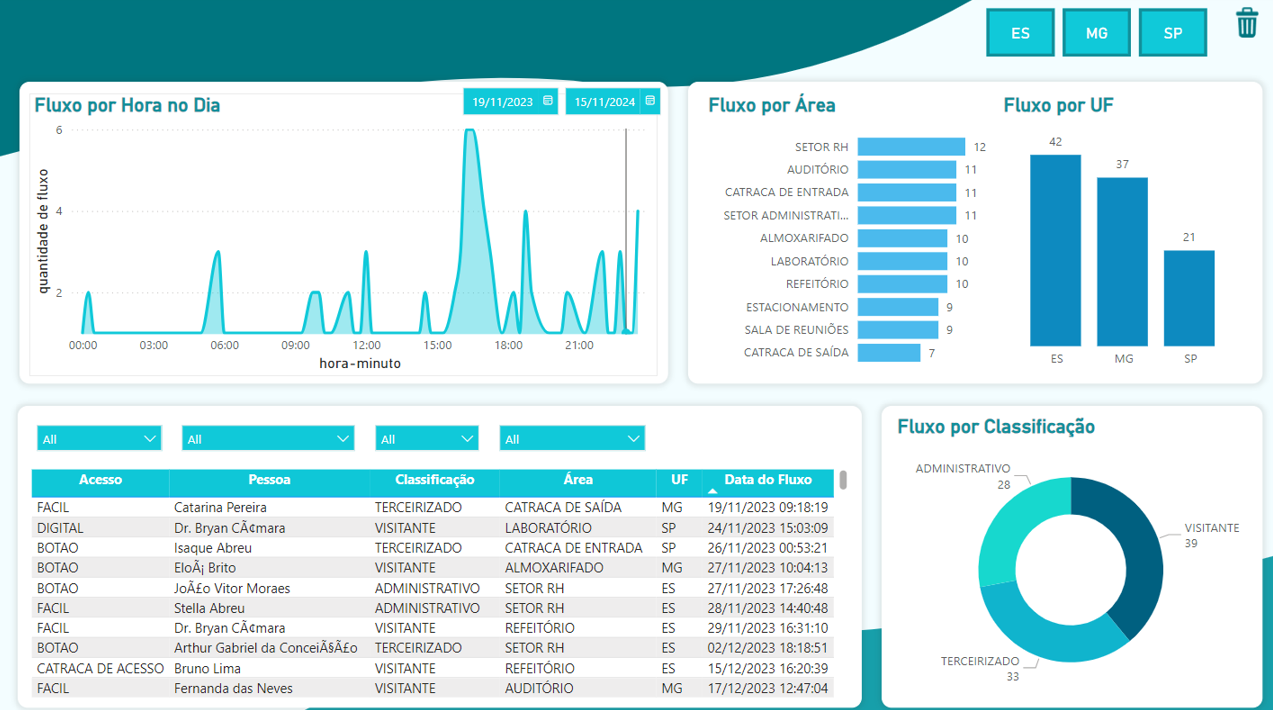 ES MG SP
Fluxo por Hora no Dia
19/11/2023 15/11/2024
6
4
2
quantidade de fluxo
00:00 03:00 06:00 09:00 12:00 15:00 18:00 21:00
hora-minuto
Fluxo por Área
SETOR RH 12
AUDITÓRIO 11
CATRACA DE ENTRADA 11
SETOR ADMINISTRATI... 11
ALMOXARIFADO 10
LABORATÓRIO 10
REFEITÓRIO 10
ESTACIONAMENTO 9
SALA DE REUNIÕES 9
CATRACA DE SAÍDA 7
Fluxo por UF
42 37 21
ES MG SP
All All All All
Acesso Pessoa Classificação Área UF Data do Fluxo
FACIL Catarina Pereira TERCEIRIZADO CATRACA DE SAÍDA MG 19/11/2023 09:18:19
DIGITAL Dr. Bryan CÃ¢mara VISITANTE LABORATÓRIO SP 24/11/2023 15:03:09
BOTAO Isaque Abreu TERCEIRIZADO CATRACA DE ENTRADA SP 26/11/2023 00:53:21
BOTAO EloÃ¡ Brito VISITANTE ALMOXARIFADO MG 27/11/2023 10:04:13
BOTAO JoÃ£o Vitor Moraes ADMINISTRATIVO SETOR RH ES 27/11/2023 17:26:48
FACIL Stella Abreu ADMINISTRATIVO SETOR RH ES 28/11/2023 14:40:48
FACIL Dr. Bryan CÃ¢mara VISITANTE REFEITÓRIO ES 29/11/2023 16:31:10
BOTAO Arthur Gabriel da ConceiÃ§Ã£o TERCEIRIZADO SETOR RH ES 02/12/2023 18:18:51
CATRACA DE ACESSO Bruno Lima VISITANTE REFEITÓRIO ES 15/12/2023 16:20:39
FACIL Fernanda das Neves VISITANTE AUDITÓRIO MG 17/12/2023 12:47:04
Fluxo por Classificação
ADMINISTRATIVO
28
VISITANTE
39
TERCEIRIZADO
33